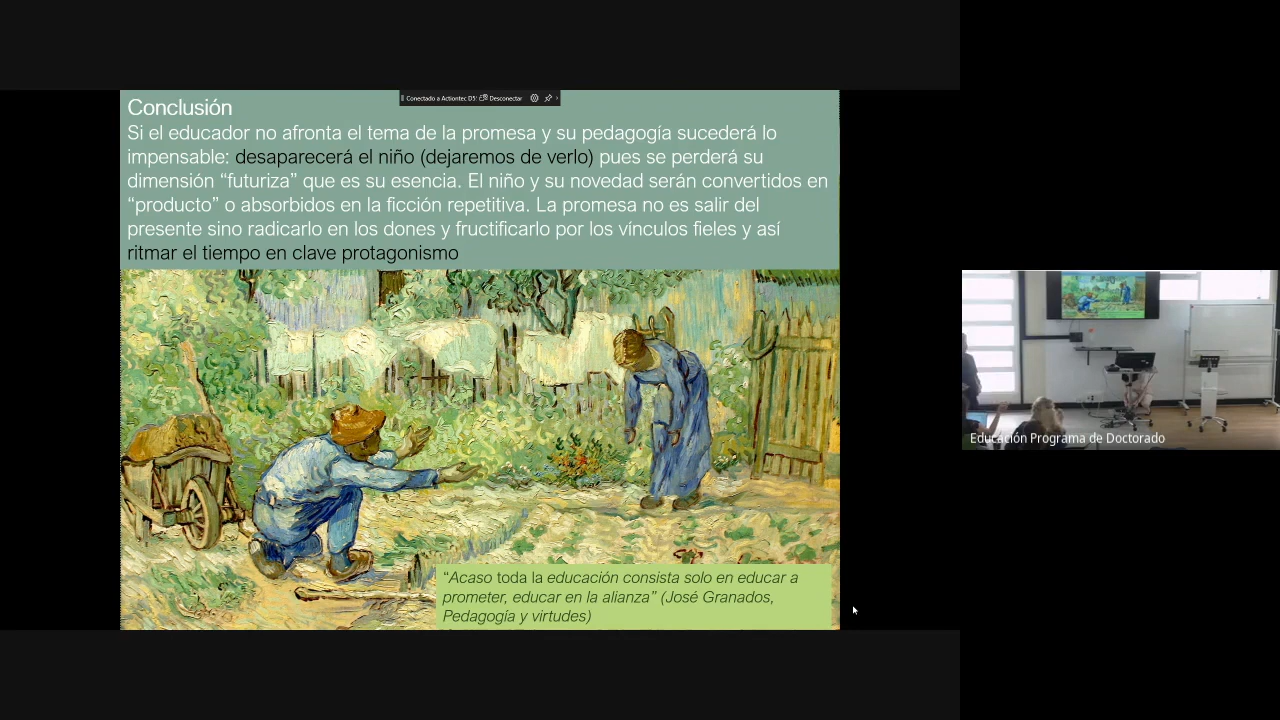 Conectado a Actiontec D5' Desconectar
Conclusión
Si el educador no afronta el tema de la promesa y su pedagogía sucederá lo
impensable: desaparecerá el niño (dejaremos de verlo) pues se perderá su
dimensión “futuriza” que es su esencia. El niño y su novedad serán convertidos en
“producto” o absorbidos en la ficción repetitiva. La promesa no es salir del
presente sino radicarlo en los dones y fructificarlo por los vínculos fieles y así
ritmar el tiempo en clave protagonismo
“Acaso toda la educación consista solo en educar a
prometer, educar en la alianza” (José Granados,
Pedagogía y virtudes)
Educación Programa de Doctorado